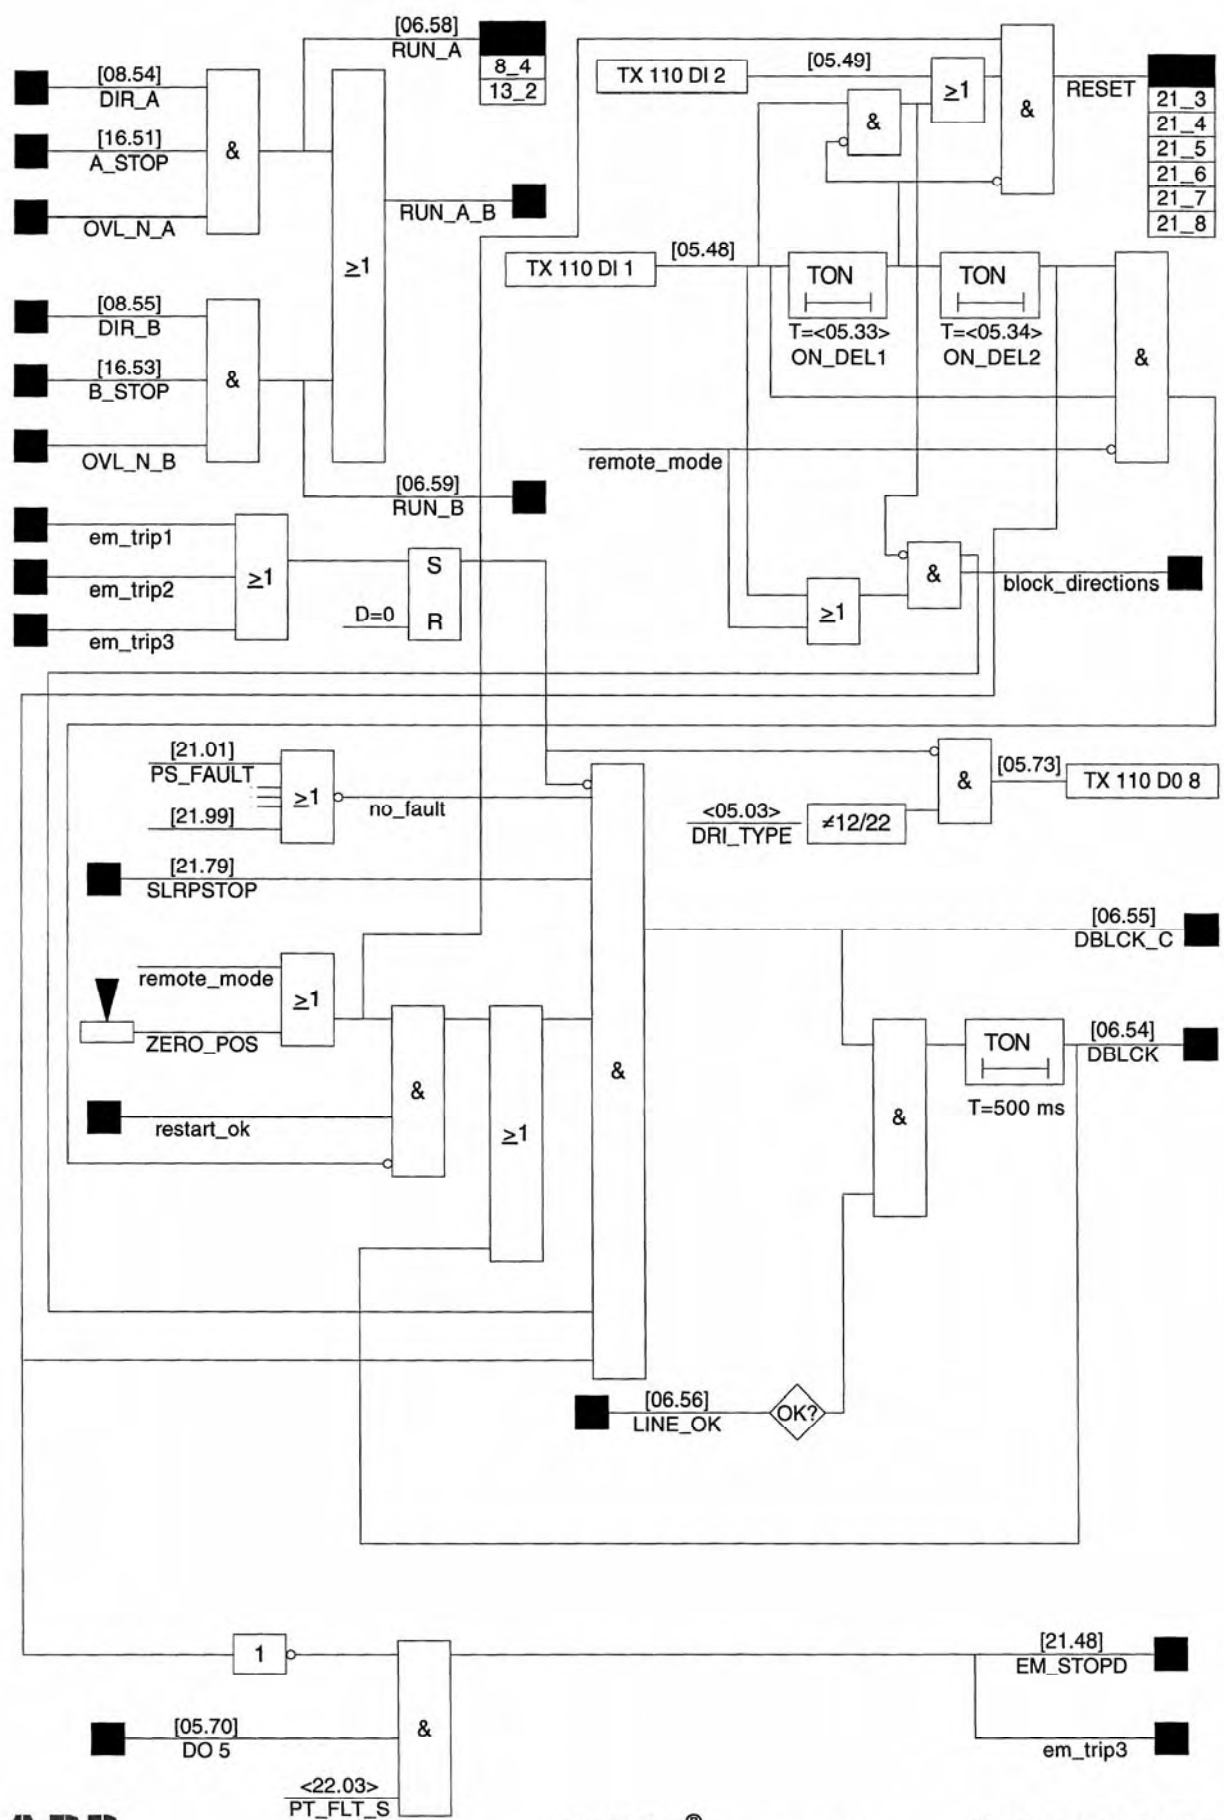 [06.58]
RUN_A
8_4
13_2
[08.54]
DIR_A
[16.51]
A_STOP
&
OVL_N_A
RUN_A_B
≥1
[08.55]
DIR_B
[16.53]
B_STOP
&
OVL_N_B
[06.59]
RUN_B
TX 110 DI 2
[05.49]
≥1
&
&
RESET
21_3
21_4
21_5
21_6
21_7
21_8
TX 110 DI 1
[05.48]
TON
TON
T=<05.33>
ON_DEL1
T=<05.34>
ON_DEL2
&
remote_mode
em_trip1
em_trip2
em_trip3
≥1
S
D=0
R
≥1
&
block_directions
[21.01]
PS_FAULT
≥1
no_fault
[21.99]
[21.79]
SLRPSTOP
<05.03>
DRI_TYPE
≠12/22
&
[05.73]
TX 110 D0 8
remote_mode
≥1
ZERO_POS
&
restart_ok
≥1
&
[06.55]
DBLCK_C
&
TON
T=500 ms
[06.54]
DBLCK
[06.56]
LINE_OK
OK?
1
[21.48]
EM_STOPD
[05.70]
DO 5
&
em_trip3
<22.03>
PT_FLT_S
®